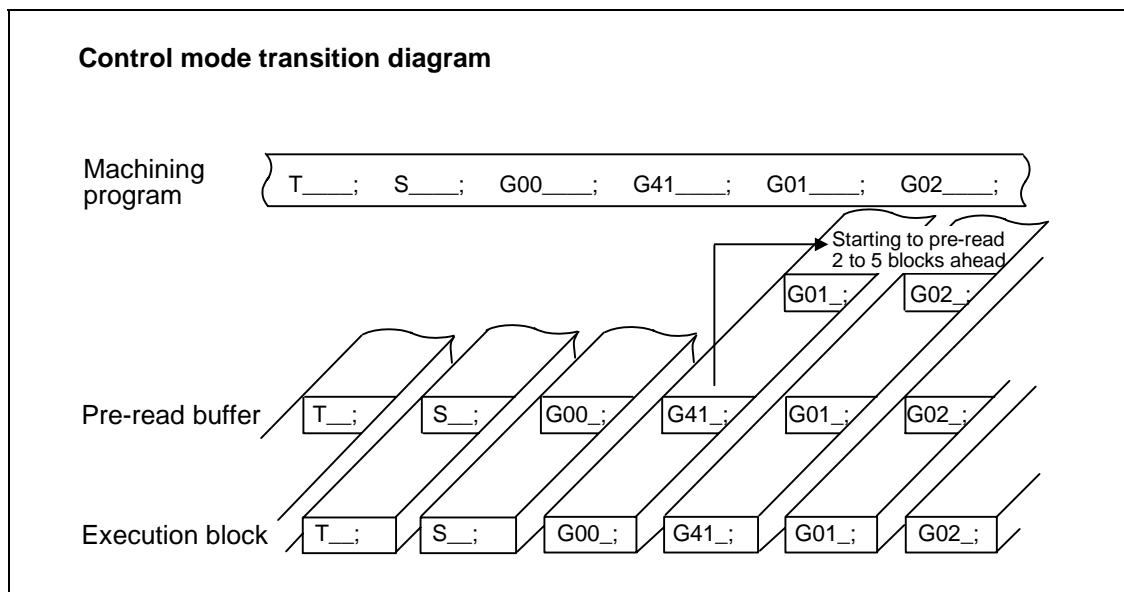 Control mode transition diagram
Machining
program
T____; S____; G00____; G41____; G01____; G02____;
Starting to pre-read
2 to 5 blocks ahead
G01_; G02_;
Pre-read buffer
T__; S__; G00_; G41_; G01_; G02_;
Execution block
T__; S__; G00_; G41_; G01_; G02_;